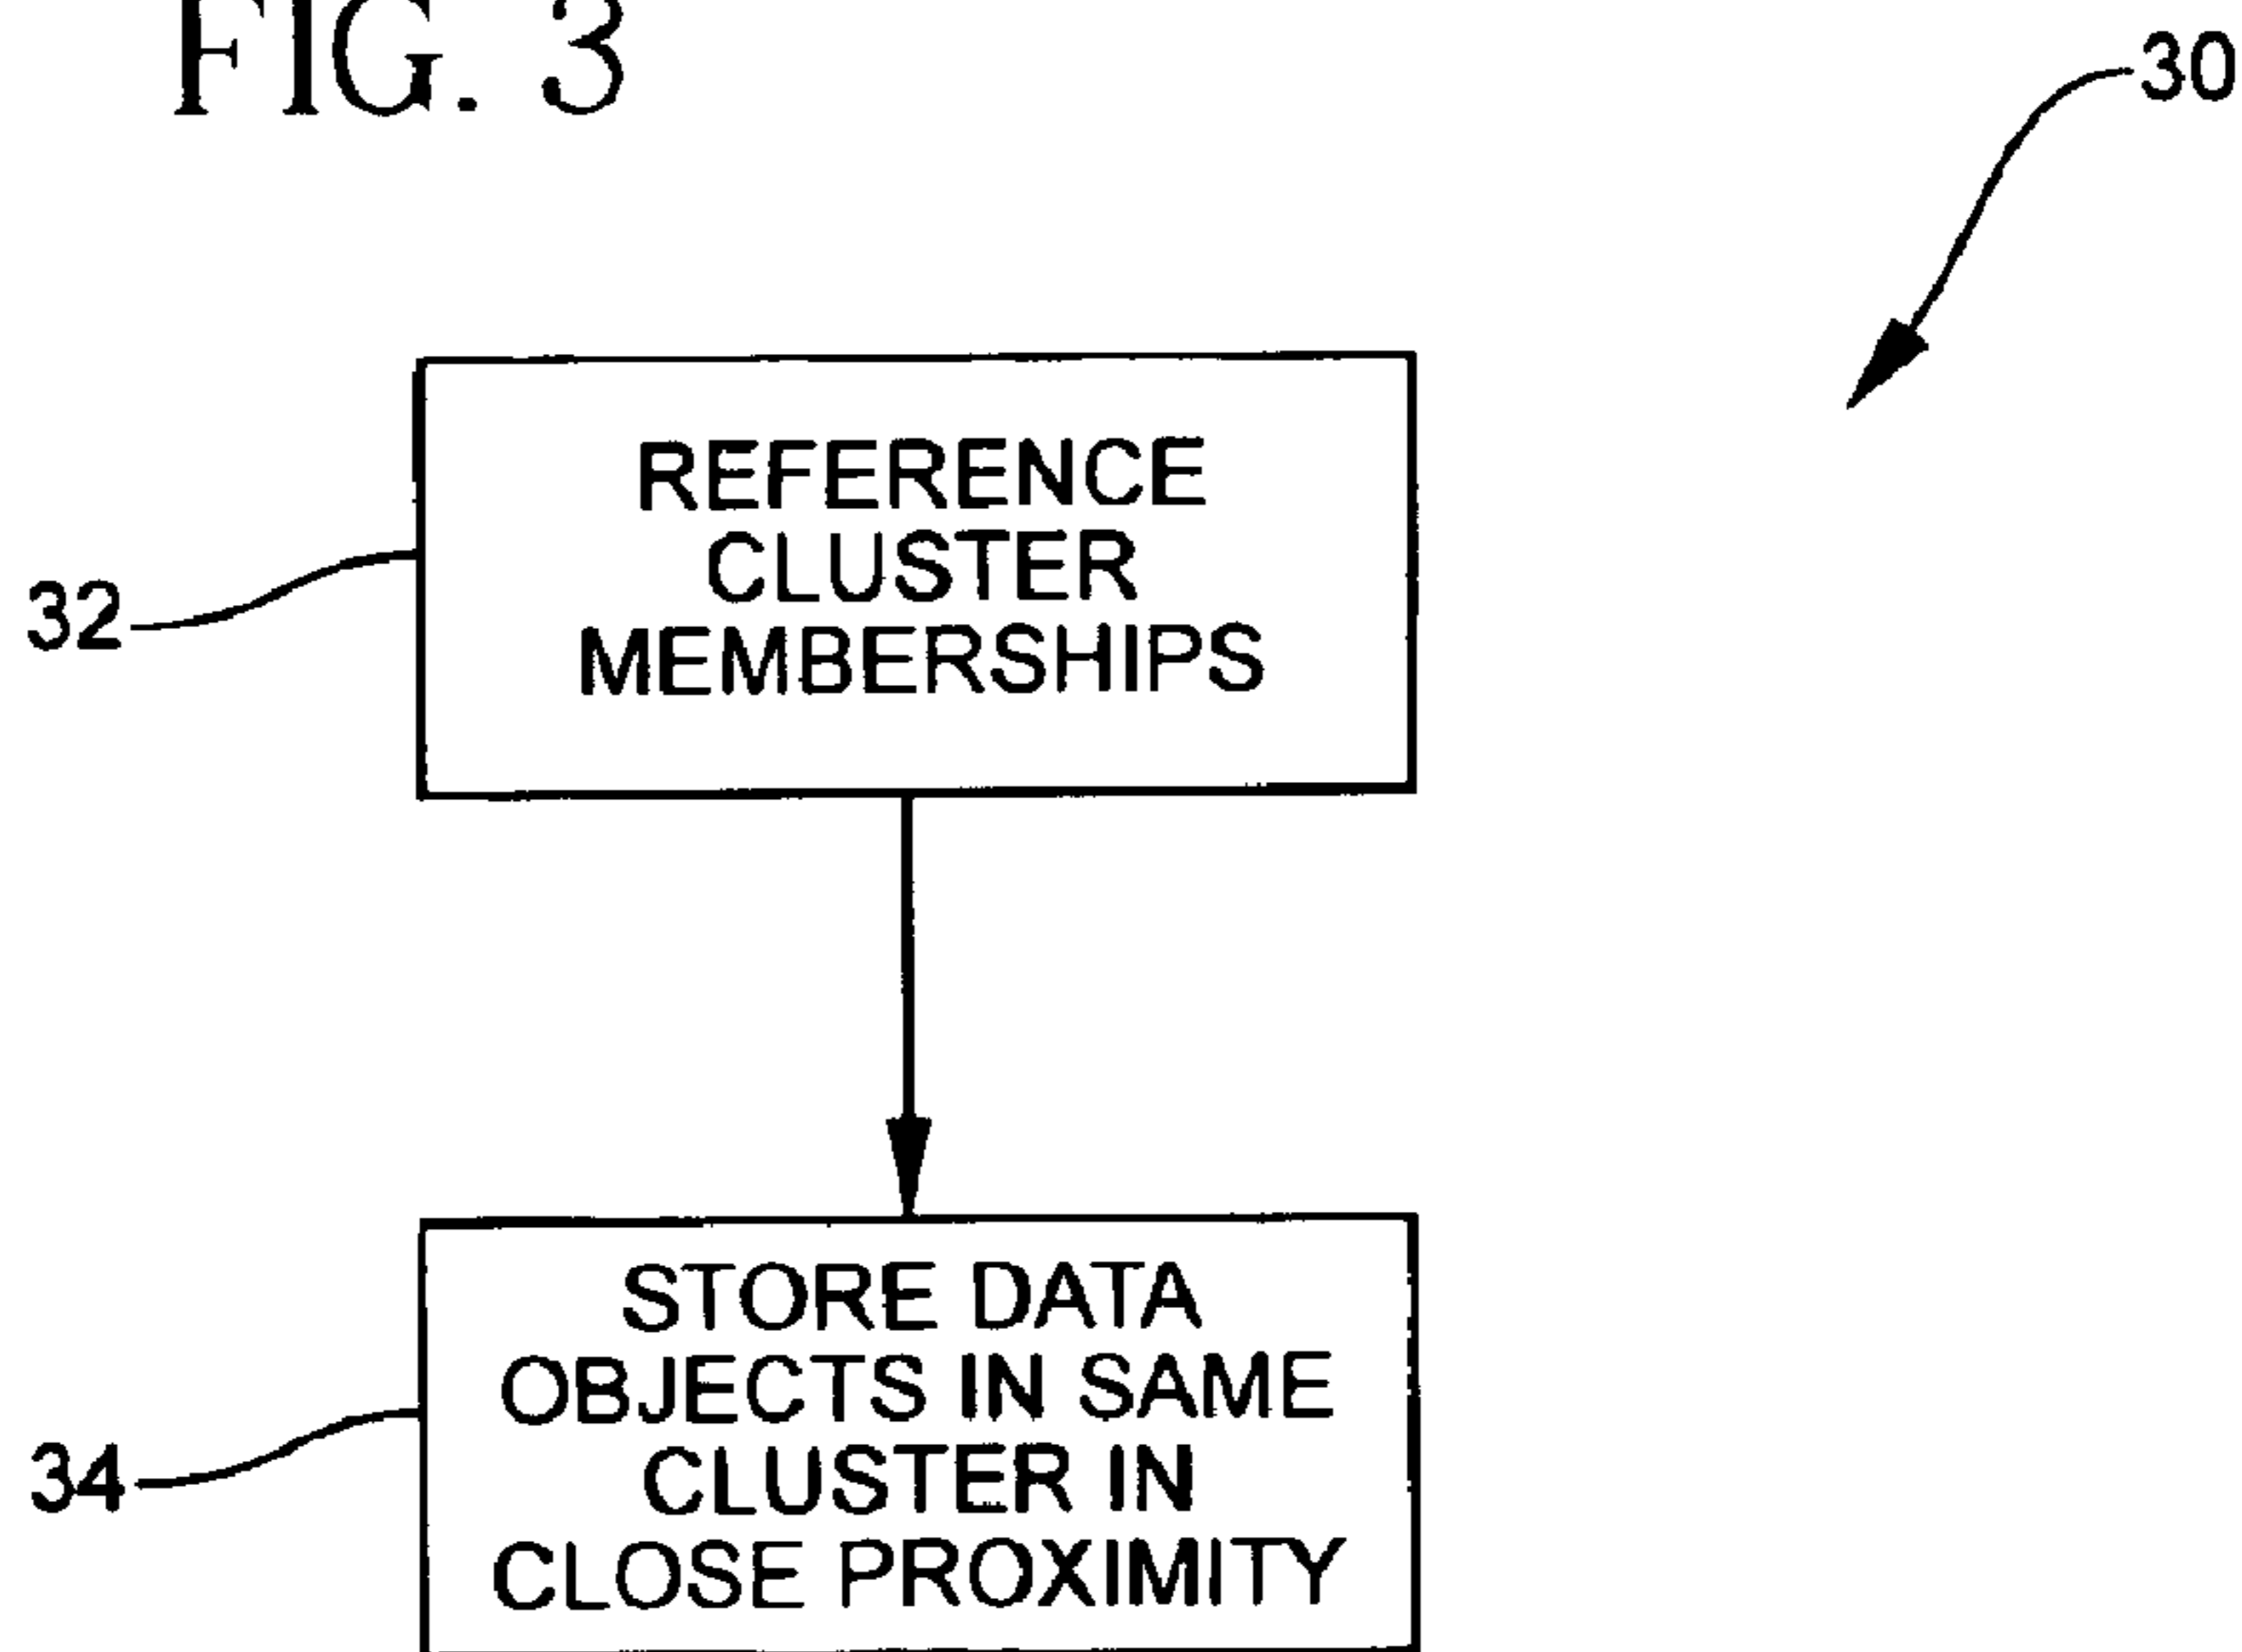 FIG. 3
30
REFERENCE
CLUSTER
MEMBERSHIPS
32
STORE DATA
OBJECTS IN SAME
CLUSTER IN
CLOSE PROXIMITY
34